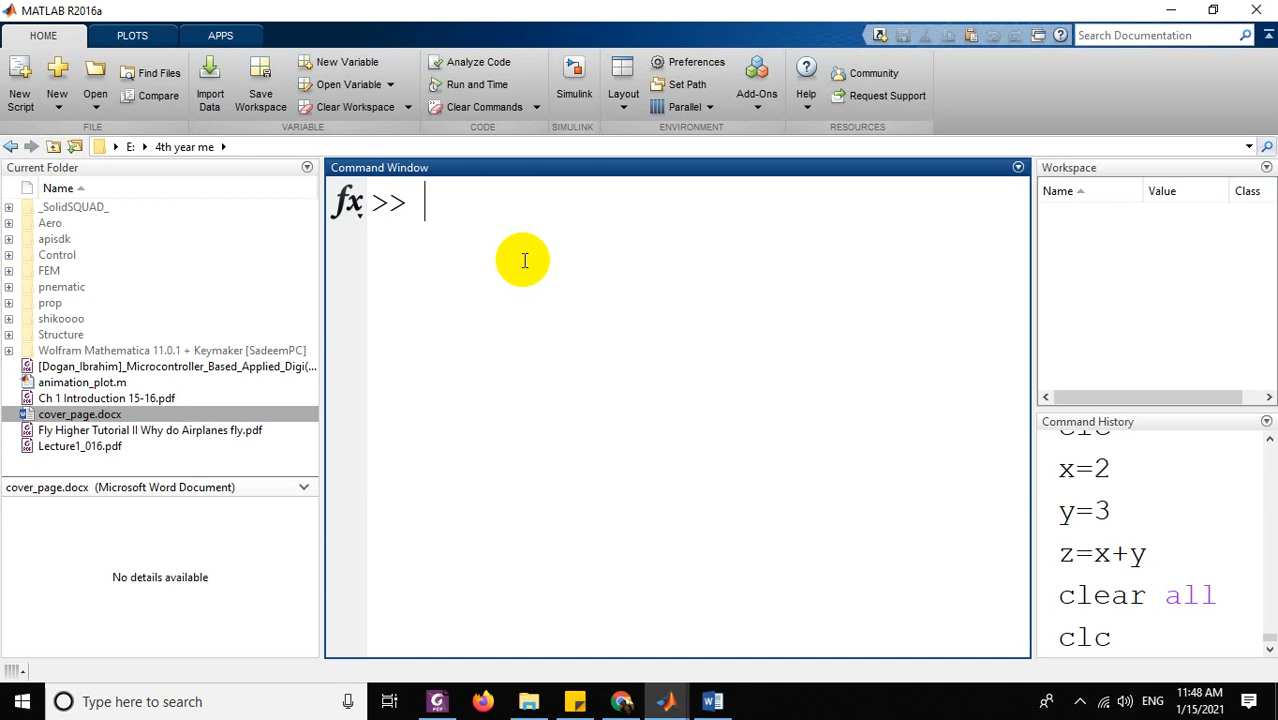 MATLAB R2016a
HOME
PLOTS
APPS
Search Documentation
New Script
New
Open
Find Files
Compare
Import Data
Save Workspace
New Variable
Open Variable
Clear Workspace
Analyze Code
Run and Time
Clear Commands
Simulink
Layout
Preferences
Set Path
Parallel
Add-Ons
Help
Community
Request Support
FILE
VARIABLE
CODE
SIMULINK
ENVIRONMENT
RESOURCES
E: 4th year me
Current Folder
Name
_SolidSQUAD_
Aero
apisdk
Control
FEM
pnematic
prop
shikoooo
Structure
Wolfram Mathematica 11.0.1 + Keymaker [SadeemPC]
[Dogan_Ibrahim]_Microcontroller_Based_Applied_Digi(...
animation_plot.m
Ch 1 Introduction 15-16.pdf
cover_page.docx
Fly Higher Tutorial II Why do Airplanes fly.pdf
Lecture1_016.pdf
cover_page.docx (Microsoft Word Document)
No details available
Command Window
fx >>
Workspace
Name Value Class
Command History
clc
x=2
y=3
z=x+y
clear all
clc
Type here to search
ENG
11:48 AM
1/15/2021